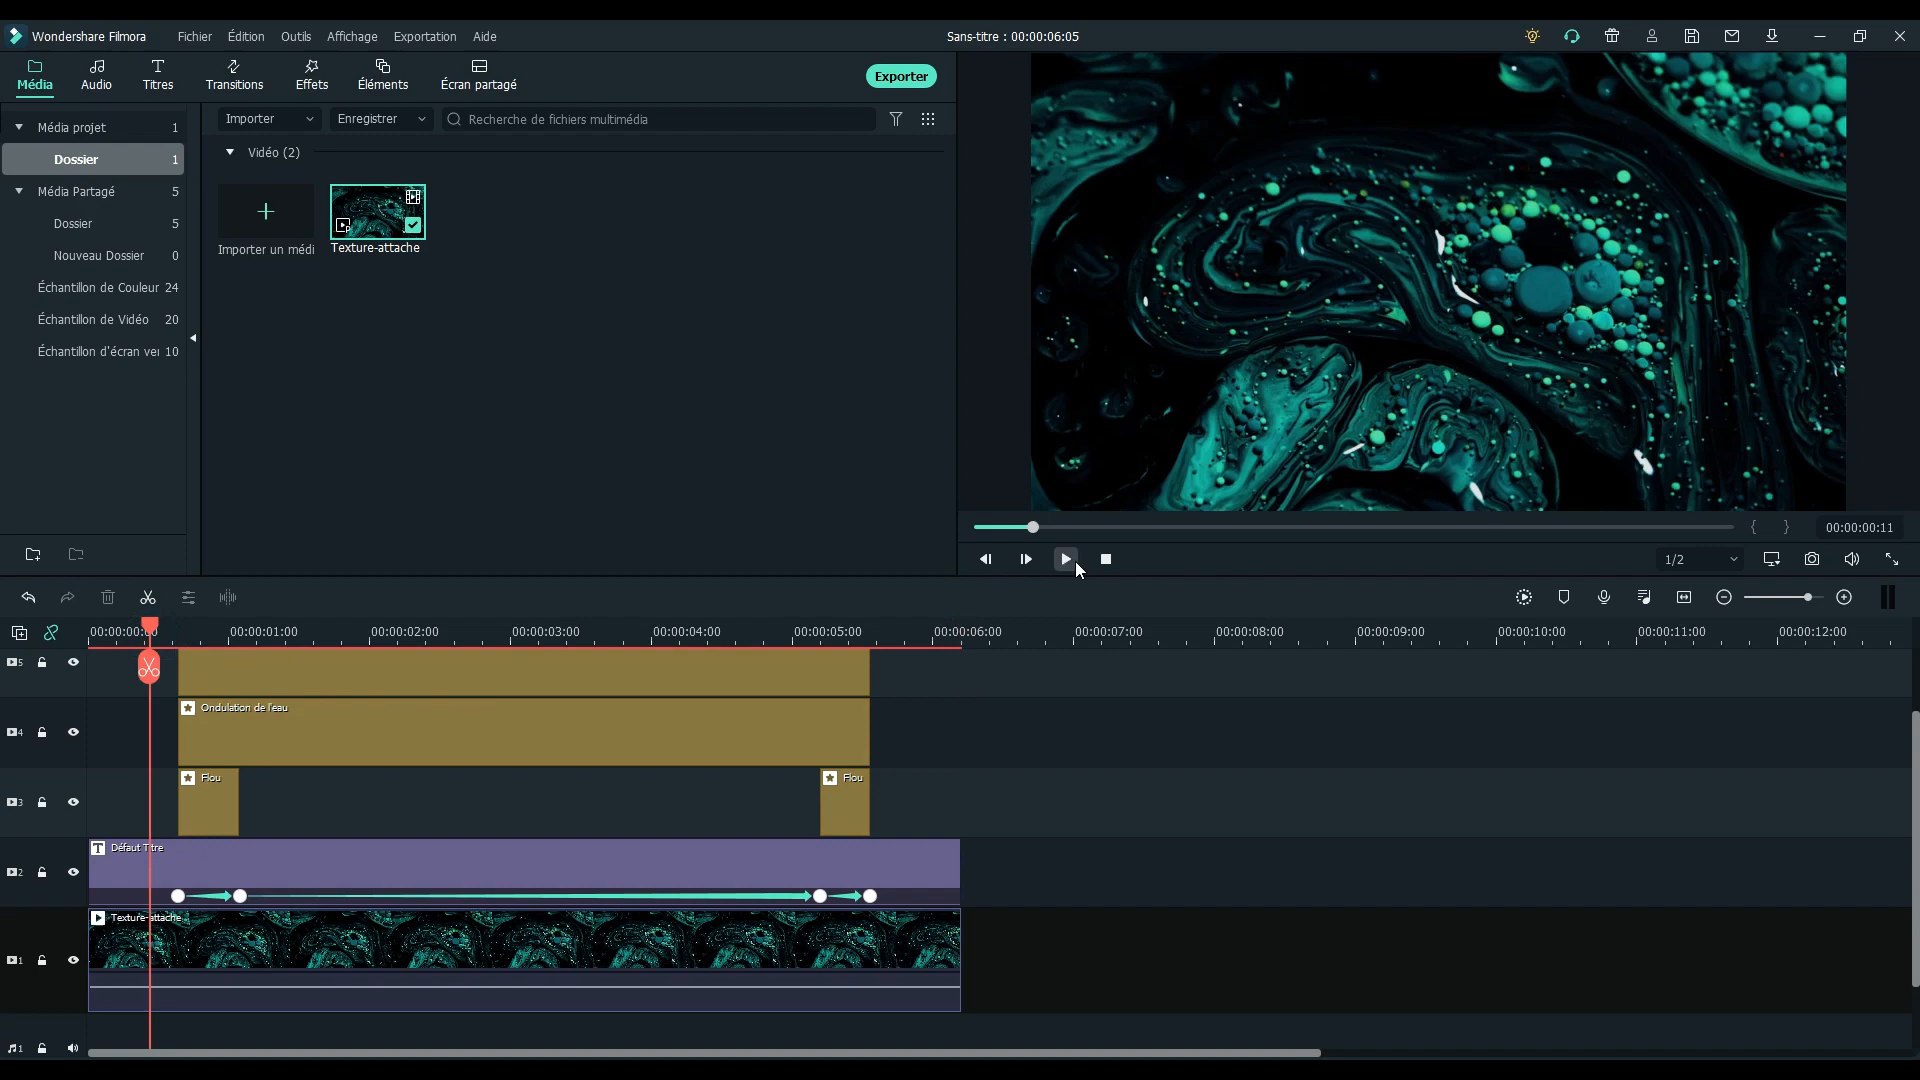 Wondershare Filmora
Fichier Édition Outils Affichage Exportation Aide
Sans-titre : 00:00:06:05
Média Audio Titres Transitions Effets Éléments Écran partagé
Exporter
Média projet 1
Dossier 1
Média Partagé 5
Dossier 5
Nouveau Dossier 0
Échantillon de Couleur 24
Échantillon de Vidéo 20
Échantillon d'écran ver 10
Importer
Enregistrer
Recherche de fichiers multimédia
Vidéo (2)
Importer un médi
Texture-attache
{ } 00:00:00:11
1/2
00:00:01:00 00:00:02:00 00:00:03:00 00:00:04:00 00:00:05:00 00:00:06:00 00:00:07:00 00:00:08:00 00:00:09:00 00:00:10:00 00:00:11:00 00:00:12:00
5
4
Ondulation de l'eau
3
Flou
Flou
2
T Défaut Titre
1
Texture-attache
1